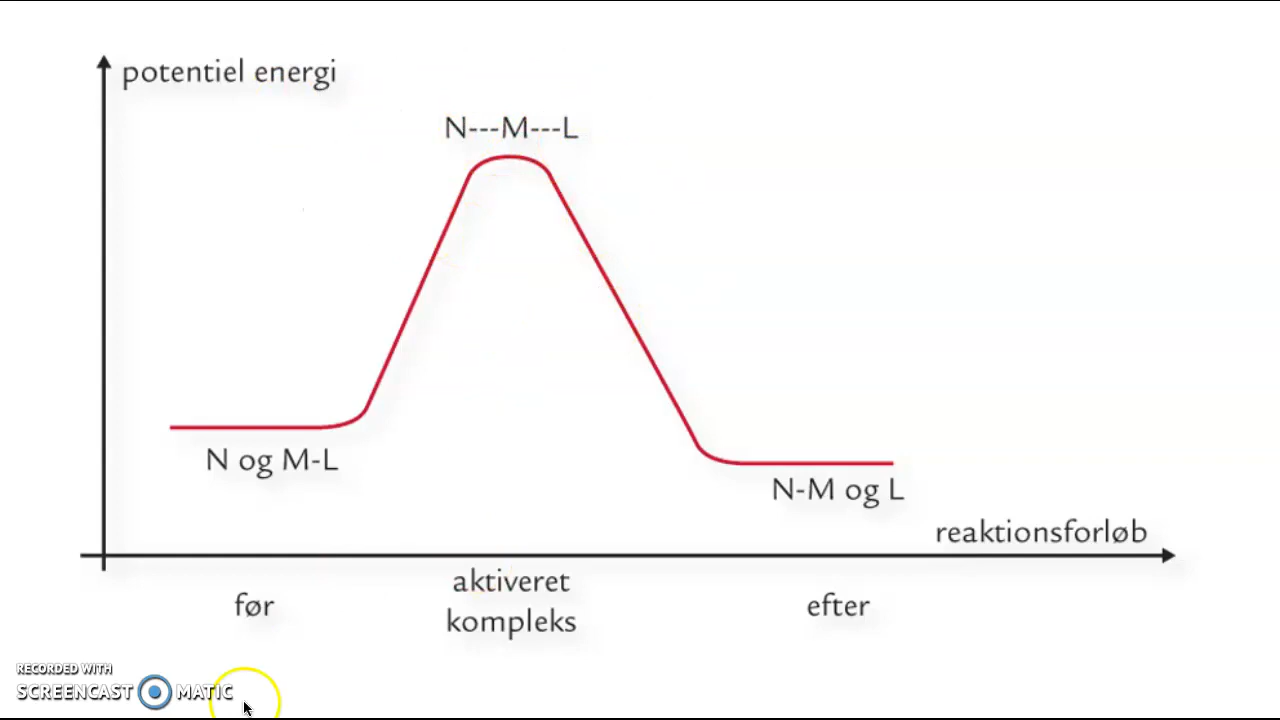 potentiel energi
N---M---L
N og M-L
N-M og L
reaktionsforløb
før
aktiveret
kompleks
efter
RECORDED WITH
SCREENCAST MATIC